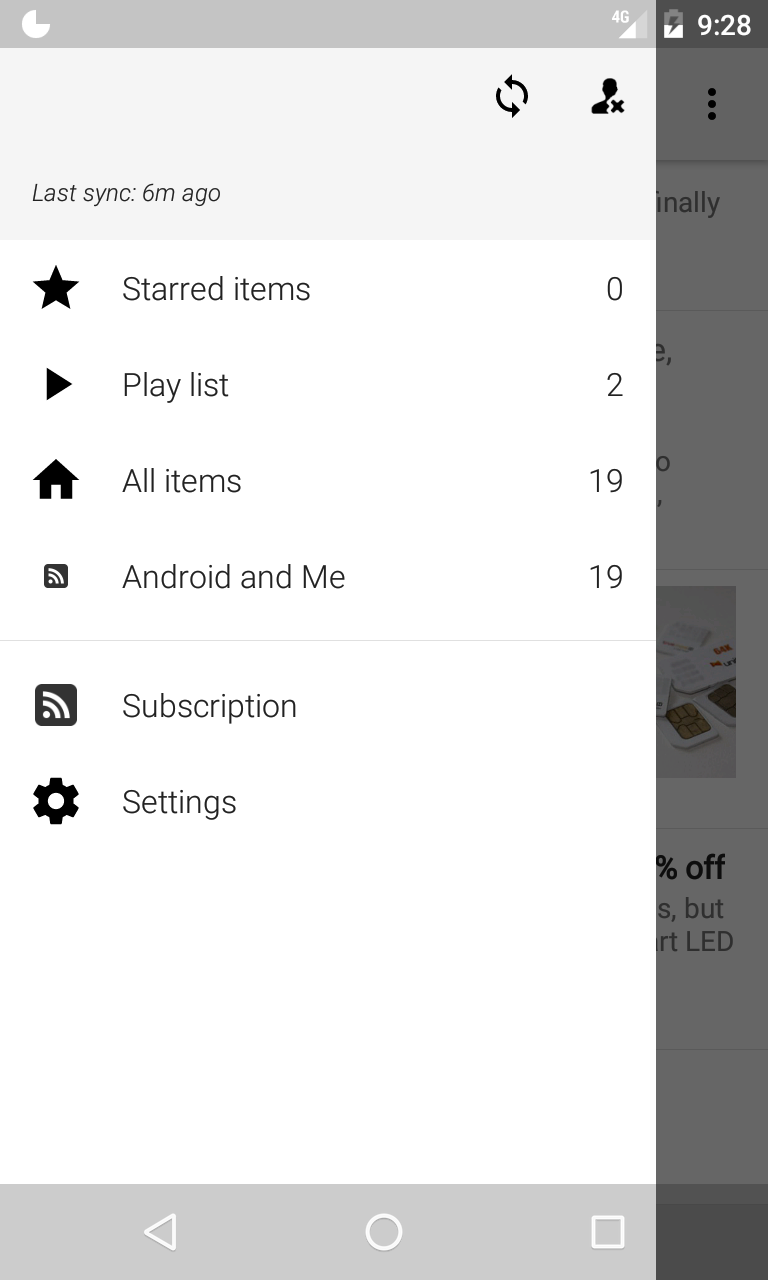 4G 9:28
Last sync: 6m ago
inally
Starred items 0
e,
Play list 2
All items 19
o
,
Android and Me 19
Subscription
Settings
% off
s, but
rt LED